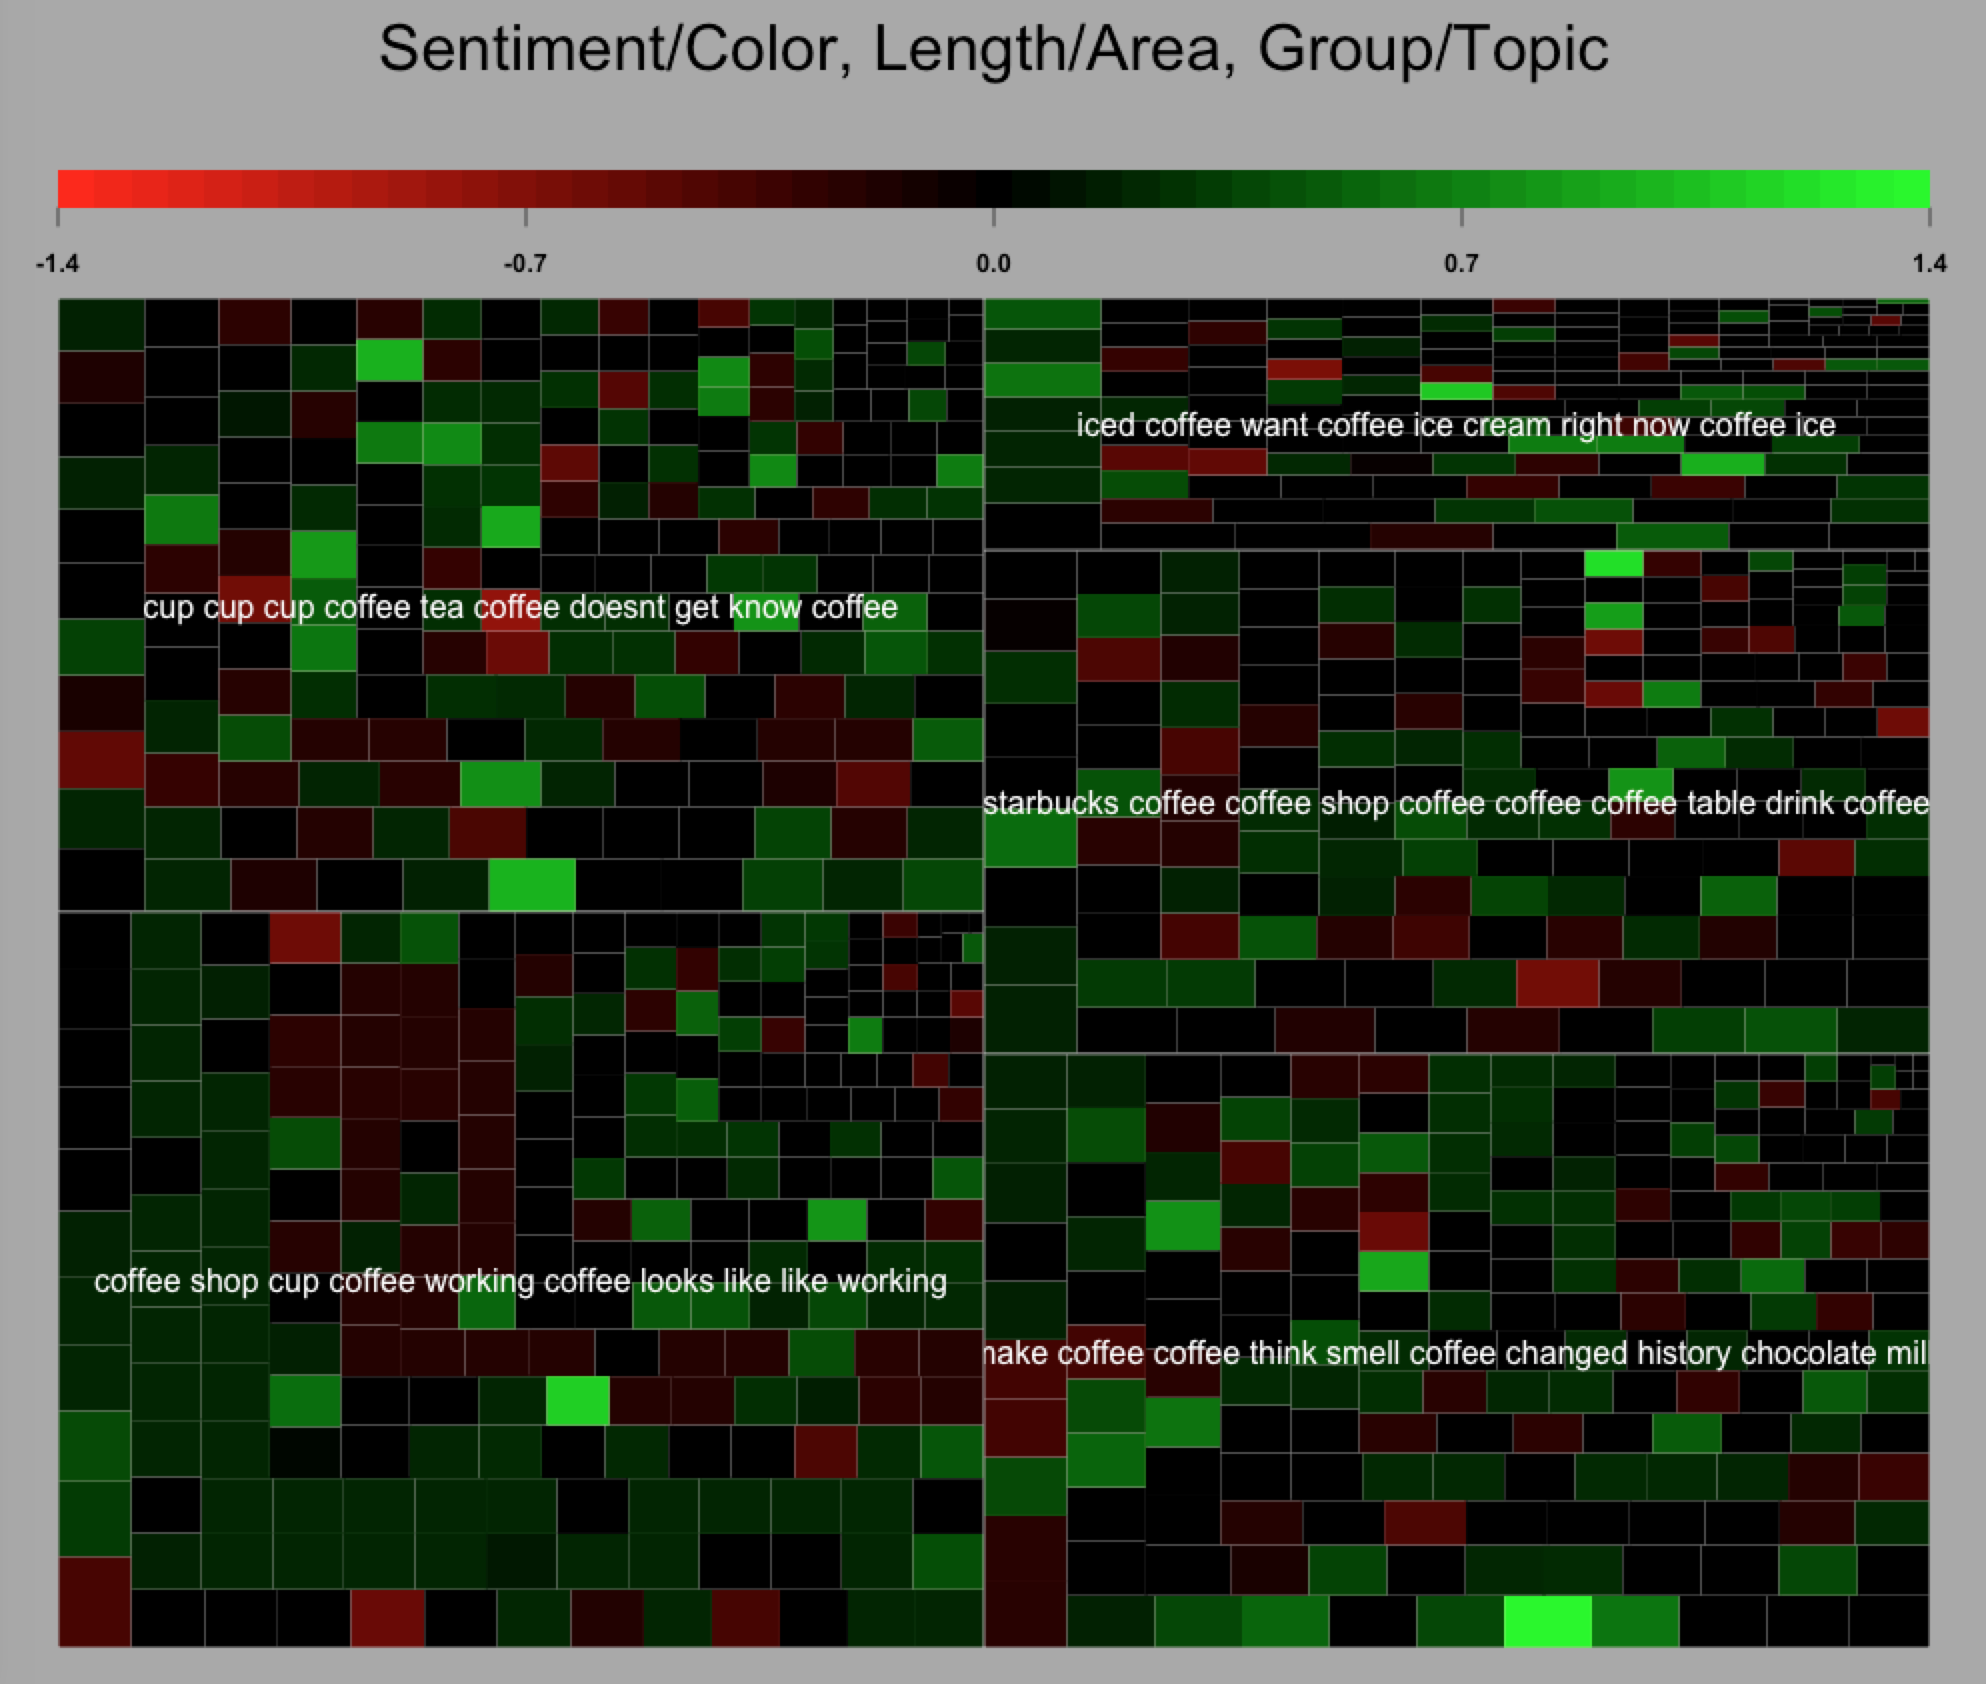 Sentiment/Color, Length/Area, Group/Topic
-1.4 -0.7 0.0 0.7 1.4
iced coffee want coffee ice cream right now coffee ice
cup cup cup coffee tea coffee doesnt get know coffee
starbucks coffee coffee shop coffee coffee coffee table drink coffee
coffee shop cup coffee working coffee looks like like working
coffee coffee think smell coffee changed history chocolate